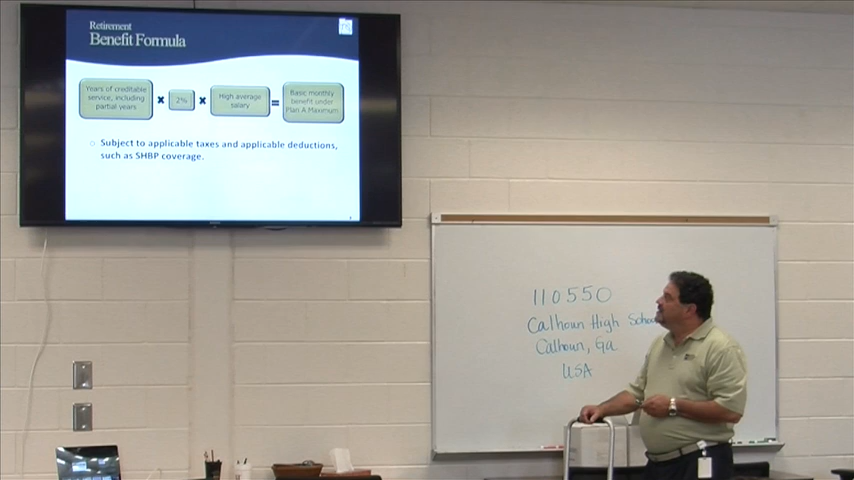 Retirement
Benefit Formula
Years of creditable
service, including
partial years
×
2%
×
High average
salary
=
Basic monthly
benefit under
Plan A Maximum
Subject to applicable taxes and applicable deductions,
such as SHBP coverage.
110550
Calhoun High School
Calhoun, Ga
USA